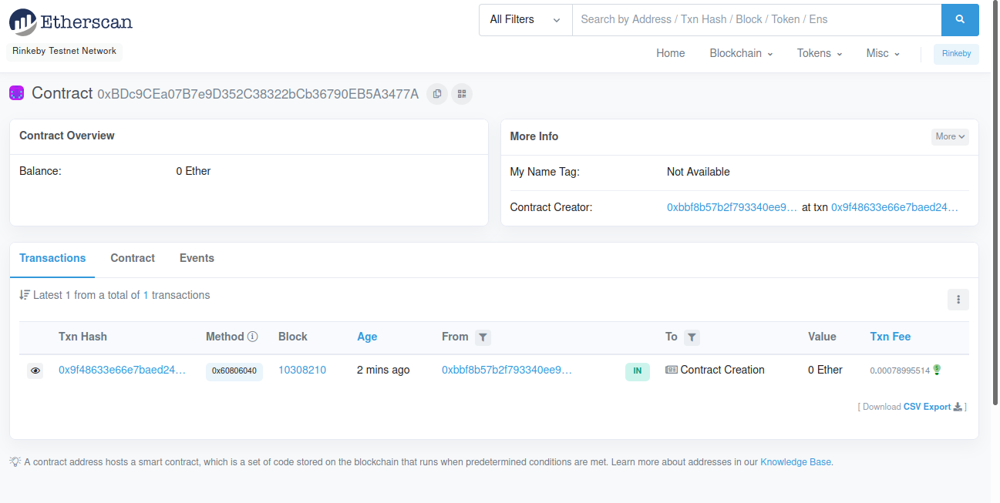 Etherscan
All Filters
Search by Address / Txn Hash / Block / Token / Ens
Rinkeby Testnet Network
Home Blockchain Tokens Misc Rinkeby
Contract 0xBDc9CEa07B7e9D352C38322bCb36790EB5A3477A
Contract Overview
Balance: 0 Ether
More Info More
My Name Tag: Not Available
Contract Creator: 0xbbf8b57b2f793340ee9... at txn 0x9f48633e66e7baed24...
Transactions Contract Events
Latest 1 from a total of 1 transactions
Txn Hash Method Block Age From To Value Txn Fee
0x9f48633e66e7baed24... 0x60806040 10308210 2 mins ago 0xbbf8b57b2f793340ee9... IN Contract Creation 0 Ether 0.00078995514
[ Download CSV Export ]
A contract address hosts a smart contract, which is a set of code stored on the blockchain that runs when predetermined conditions are met. Learn more about addresses in our Knowledge Base.